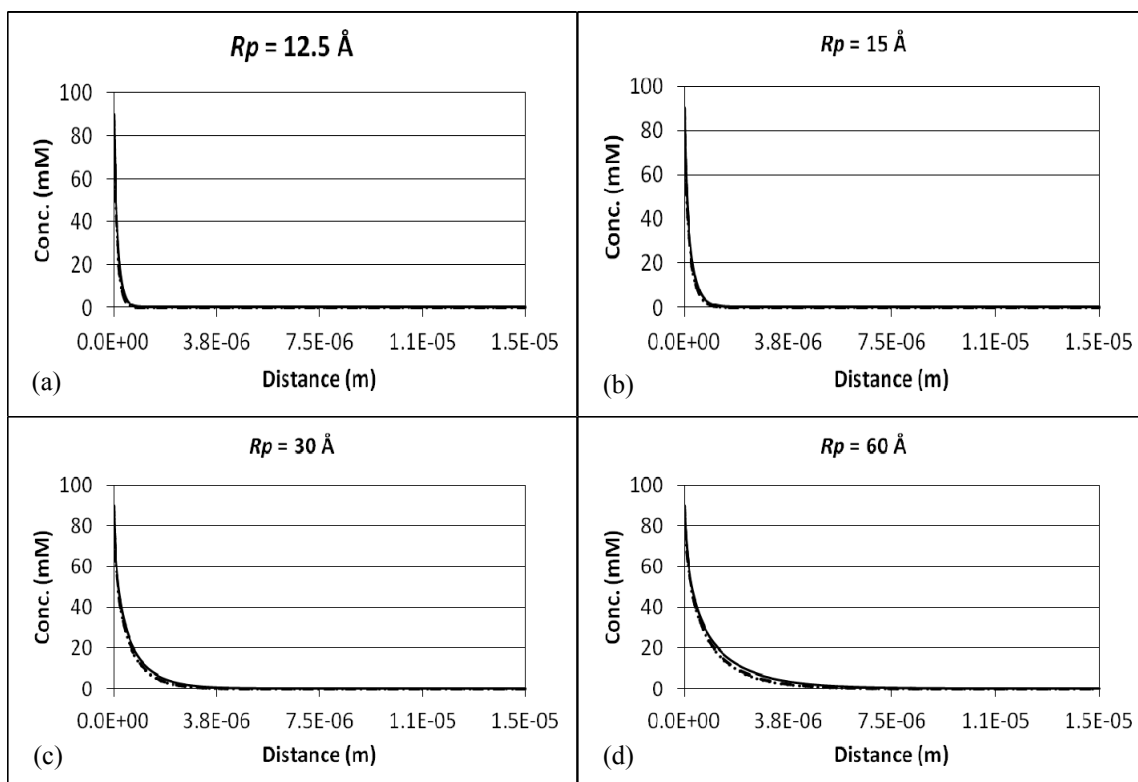 Rp = 12.5 Å
Conc. (mM)
100
80
60
40
20
0
0.0E+00 3.8E-06 7.5E-06 1.1E-05 1.5E-05
Distance (m)
(a)
Rp = 15 Å
Conc. (mM)
100
80
60
40
20
0
0.0E+00 3.8E-06 7.5E-06 1.1E-05 1.5E-05
Distance (m)
(b)
Rp = 30 Å
Conc. (mM)
100
80
60
40
20
0
0.0E+00 3.8E-06 7.5E-06 1.1E-05 1.5E-05
Distance (m)
(c)
Rp = 60 Å
Conc. (mM)
100
80
60
40
20
0
0.0E+00 3.8E-06 7.5E-06 1.1E-05 1.5E-05
Distance (m)
(d)